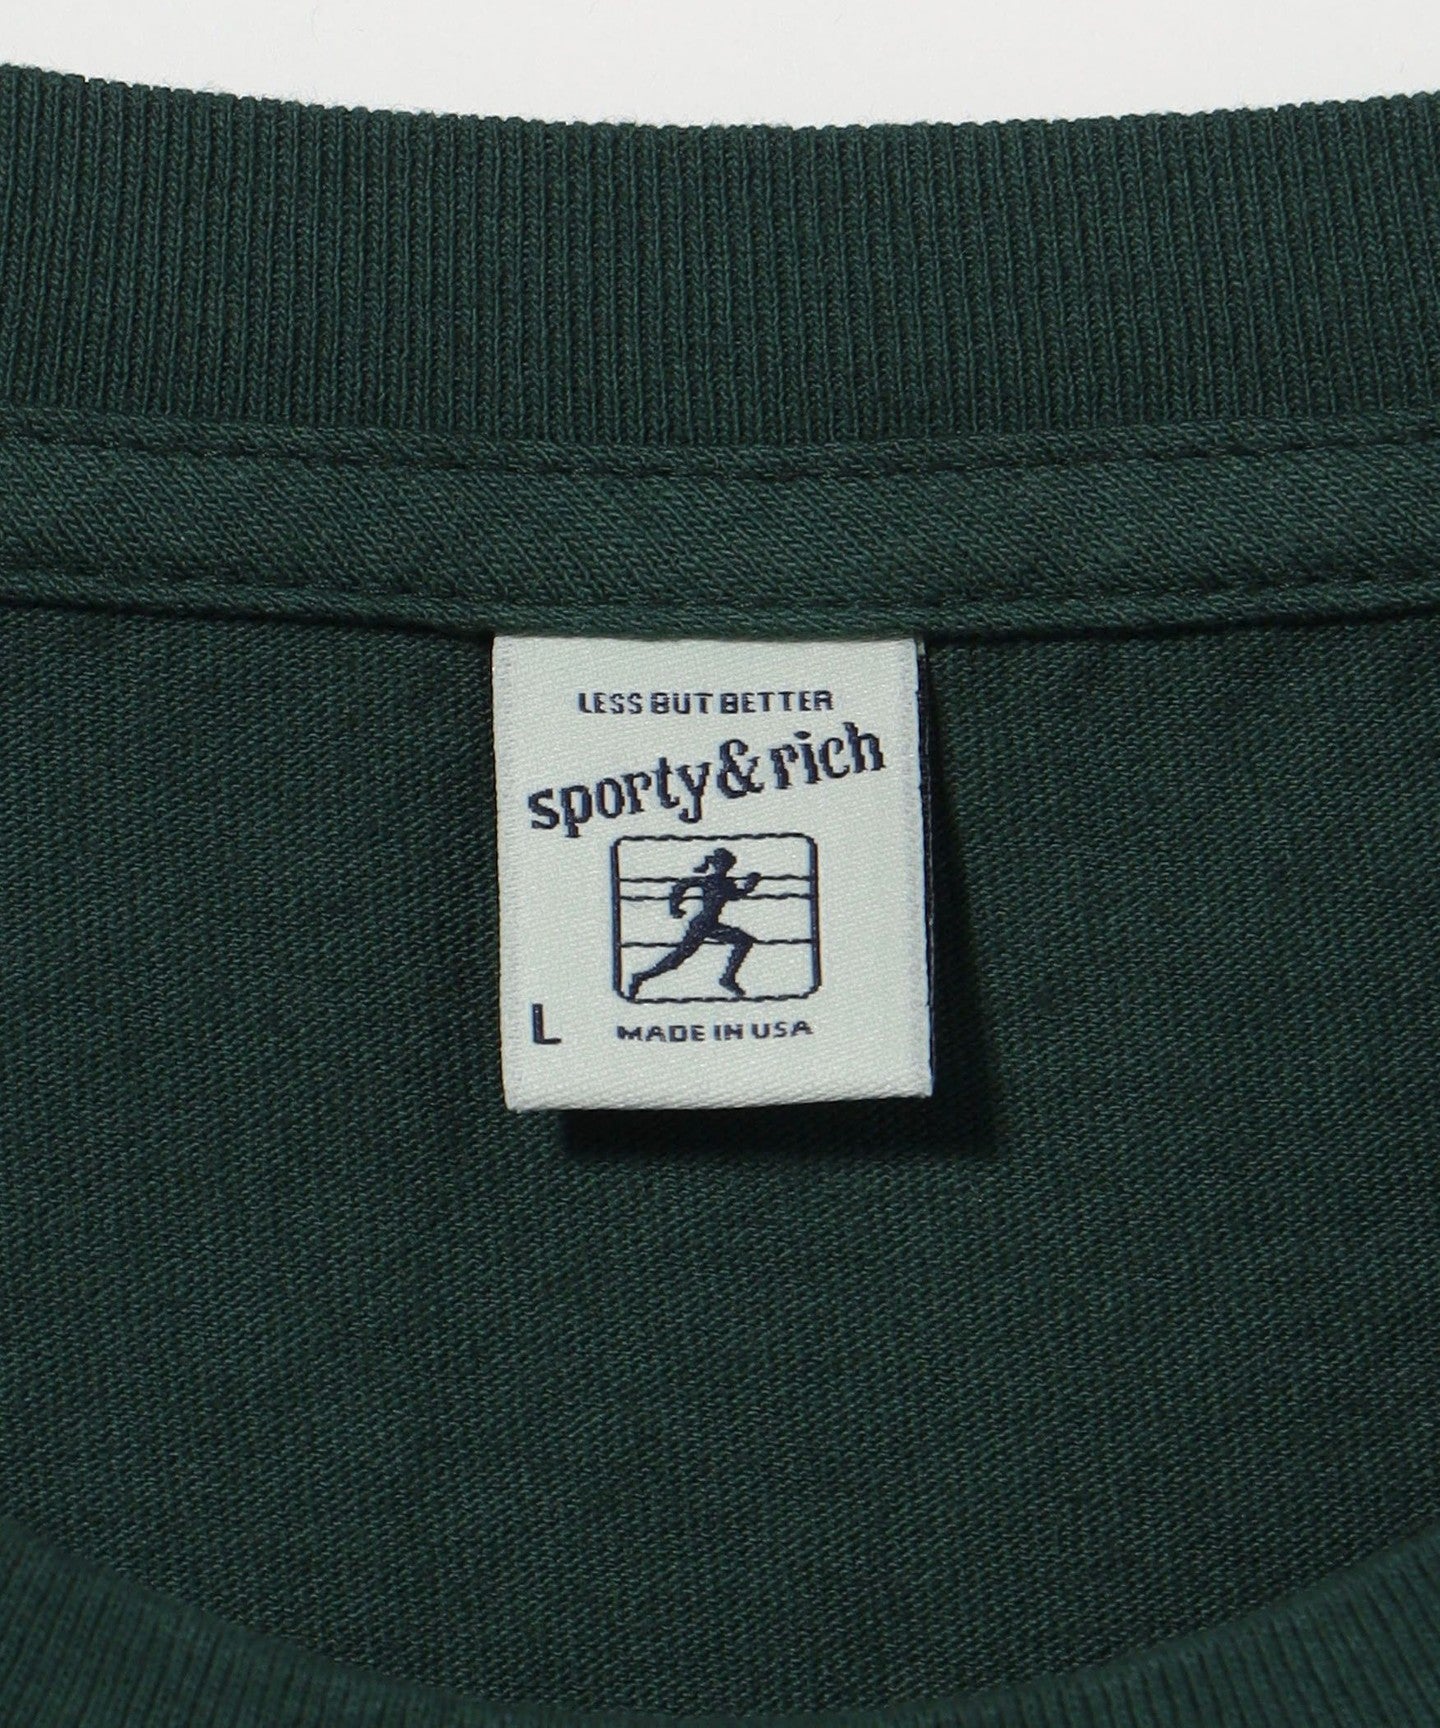 LESS BUT BETTER
sporty & rich
L MADE IN USA